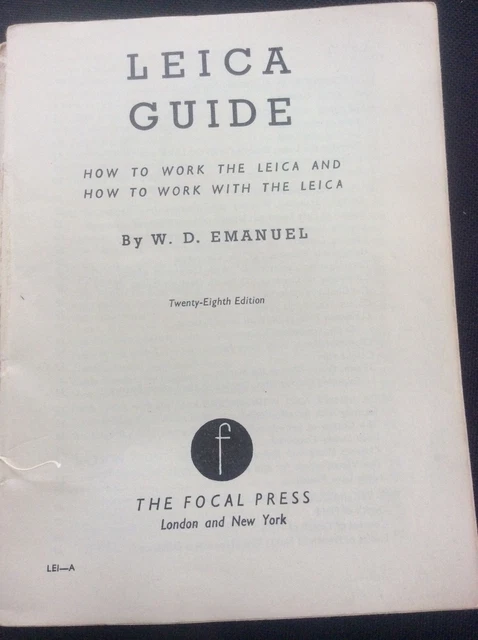 LEICA
GUIDE
HOW TO WORK THE LEICA AND
HOW TO WORK WITH THE LEICA
By W. D. EMANUEL
Twenty-Eighth Edition
f
THE FOCAL PRESS
London and New York
LEI—A